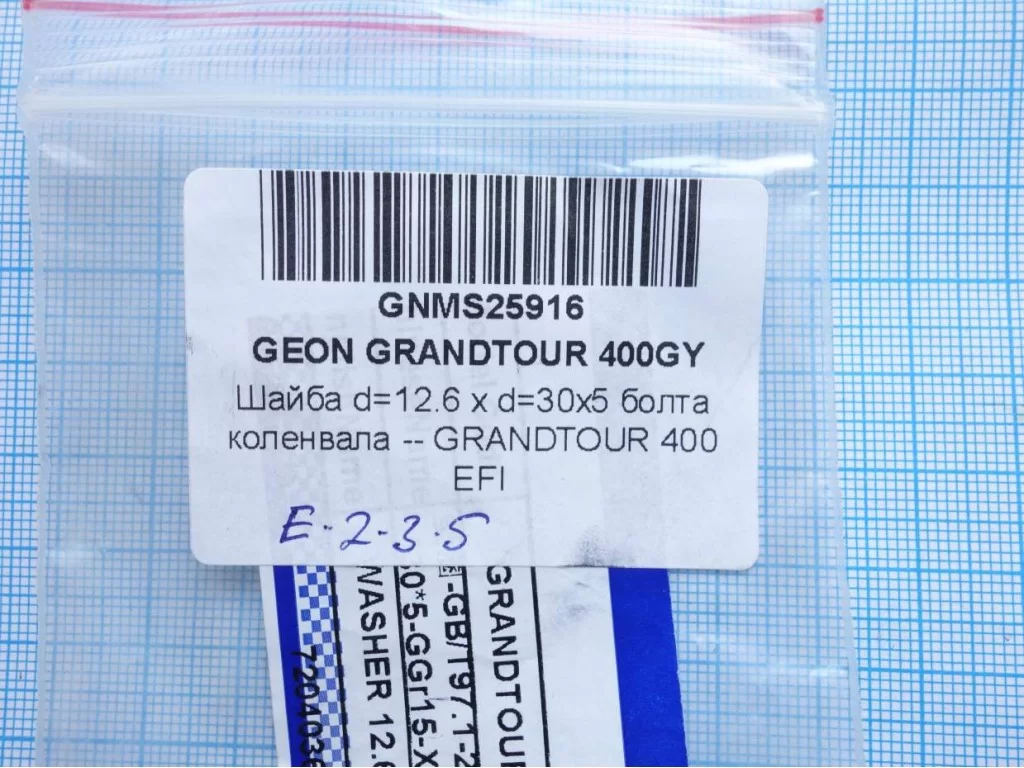 GNMS25916
GEON GRANDTOUR 400GY
Шайба d=12.6 x d=30x5 болта
коленвала -- GRANDTOUR 400
EFI
E-2-3-5
GRANDTOUR
-GB/T97.1-2
0*5-GGr15-X
WASHER 12.6
7204036